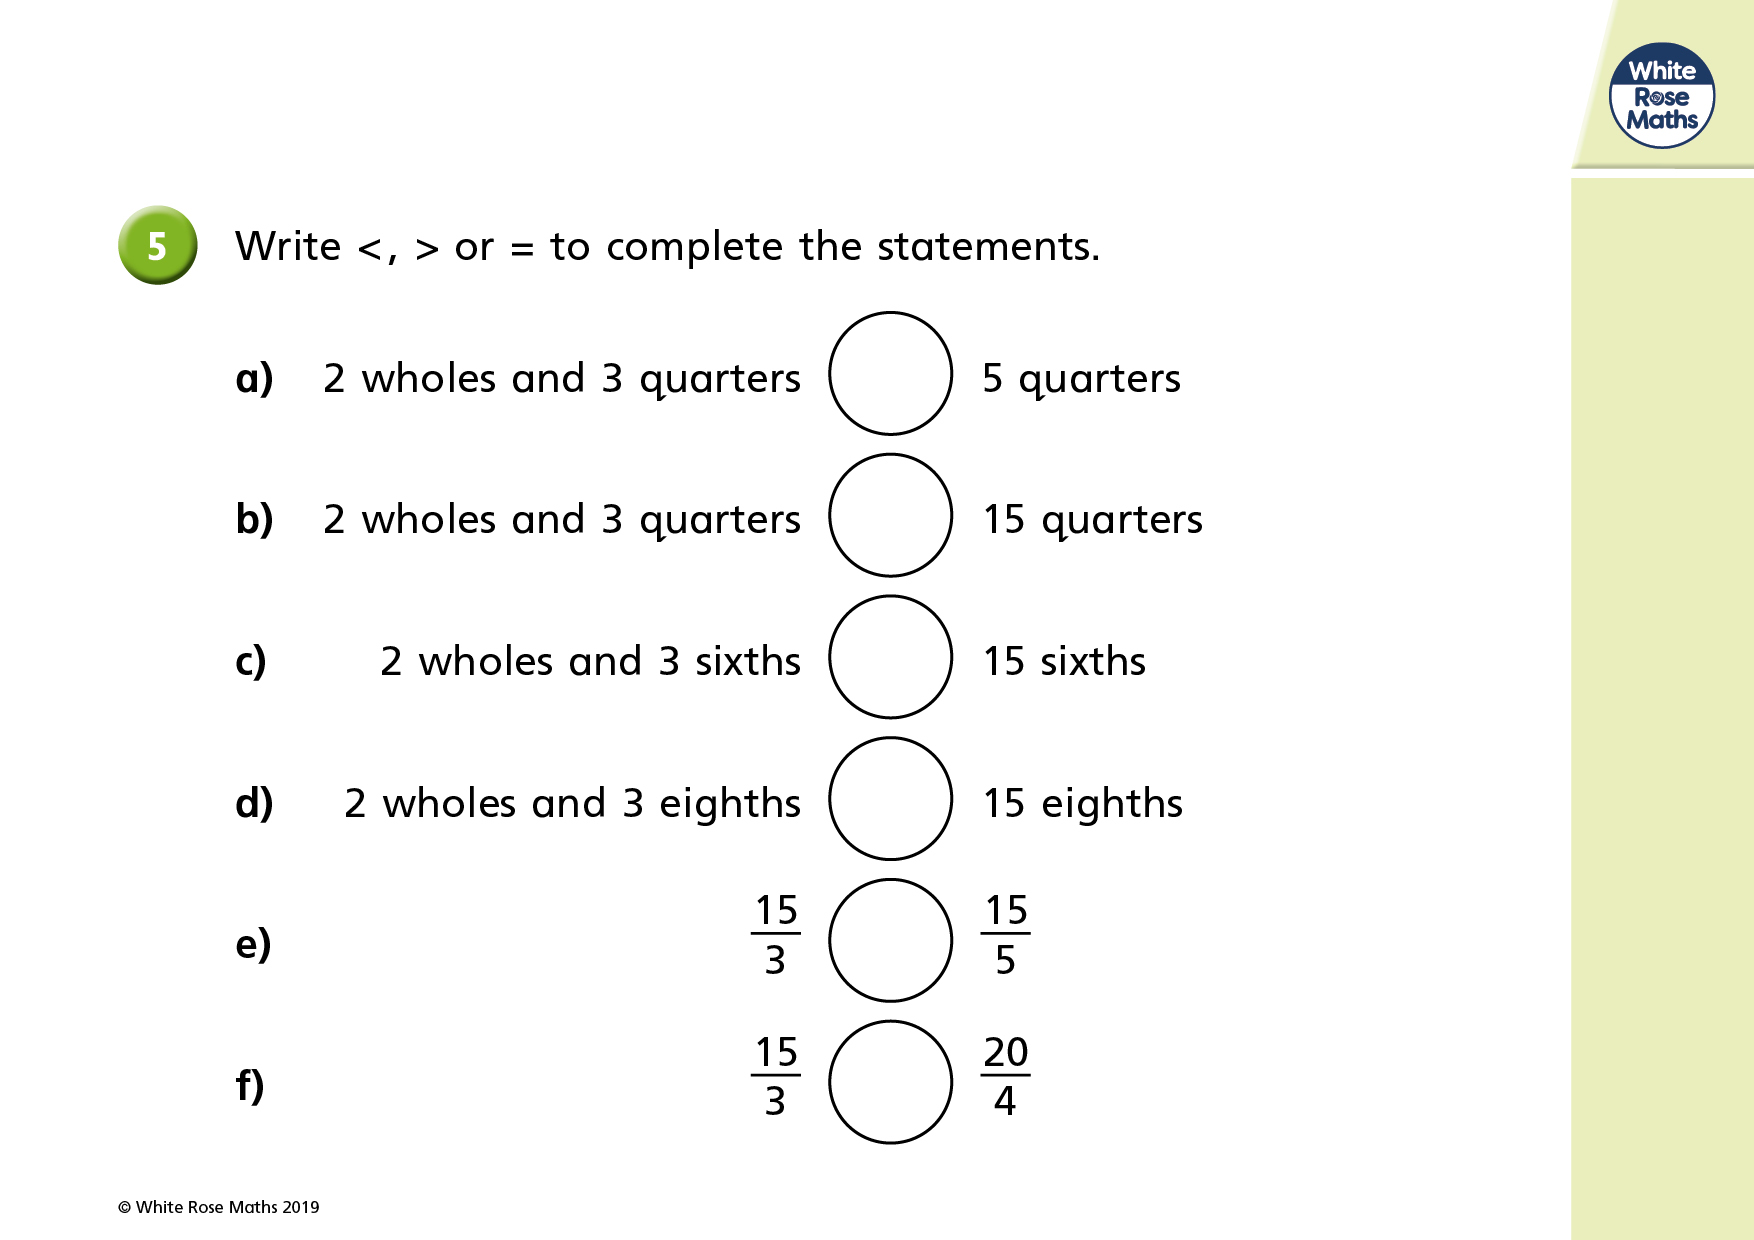 White
Rose
Maths
5 Write <, > or = to complete the statements.
a) 2 wholes and 3 quarters 5 quarters
b) 2 wholes and 3 quarters 15 quarters
c) 2 wholes and 3 sixths 15 sixths
d) 2 wholes and 3 eighths 15 eighths
e) 15/3 15/5
f) 15/3 20/4
© White Rose Maths 2019